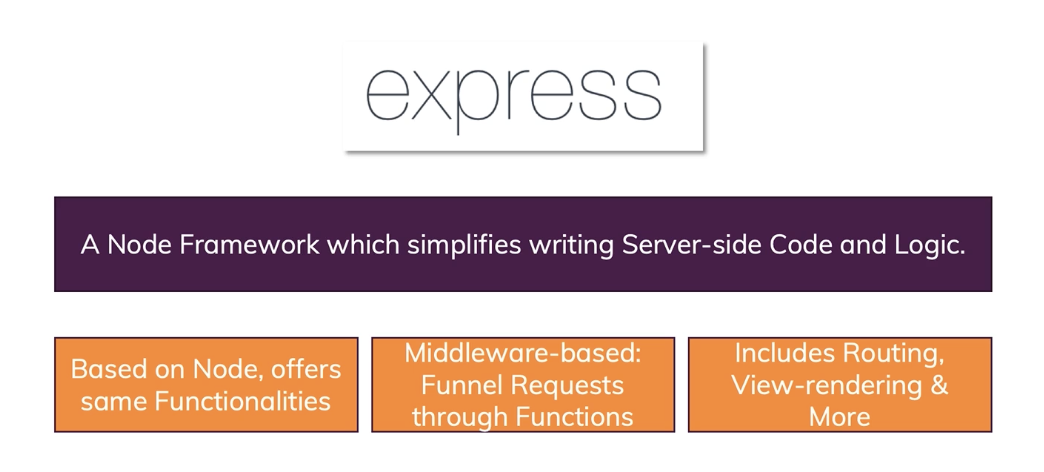 express
A Node Framework which simplifies writing Server-side Code and Logic.
Based on Node, offers
same Functionalities
Middleware-based:
Funnel Requests
through Functions
Includes Routing,
View-rendering &
More